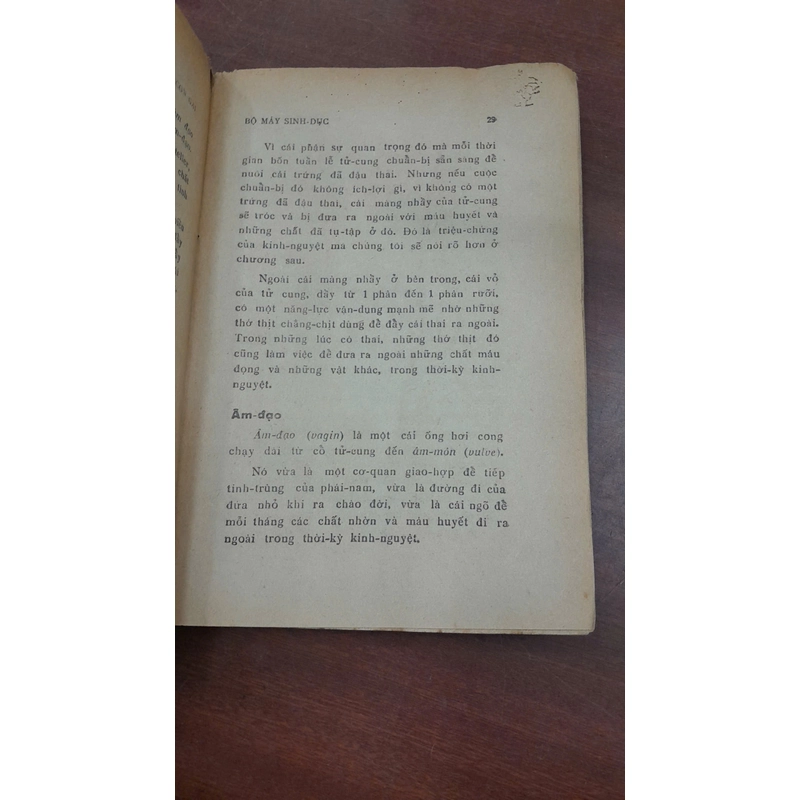 BỘ MÁY SINH-DỤC 29
Vì cái phận sự quan trọng đó mà mỗi thời
gian bốn tuần lễ tử-cung chuẩn-bị sẵn sàng để
nuôi cái trứng đã đậu thai. Nhưng nếu cuộc
chuẩn-bị đó không ích-lợi gì, vì không có một
trứng đã đậu thai, cái màng nhầy của tử-cung
sẽ tróc và bị đưa ra ngoài với máu huyết và
những chất đã tụ-tập ở đó. Đó là triệu-chứng
của kinh-nguyệt mà chúng tôi sẽ nói rõ hơn ở
chương sau.
Ngoài cái màng nhầy ở bên trong, cái vỏ
của tử cung, dầy từ 1 phân đến 1 phân rưỡi,
có một năng-lực vận-dụng mạnh mẽ nhờ những
thớ thịt chằng-chịt dùng để đẩy cái thai ra ngoài.
Trong những lúc có thai, những thớ thịt đó
cũng làm việc để đưa ra ngoài những chất máu
đọng và những vật khác, trong thời-kỳ kinh-
nguyệt.
Âm-đạo
Âm-đạo (vagin) là một cái ống hơi cong
chạy dài từ cổ tử-cung đến âm-môn (vulve).
Nó vừa là một cơ-quan giao-hợp để tiếp
tinh-trùng của phái-nam, vừa là đường đi của
đứa nhỏ khi ra chào đời, vừa là cái ngõ để
mỗi tháng các chất nhờn và máu huyết đi ra
ngoài trong thời-kỳ kinh-nguyệt.